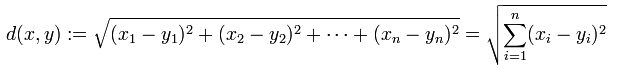 d(x, y) := √((x₁ − y₁)² + (x₂ − y₂)² + ⋯ + (xₙ − yₙ)²) = √(∑ᵢ₌₁ⁿ (xᵢ − yᵢ)²)